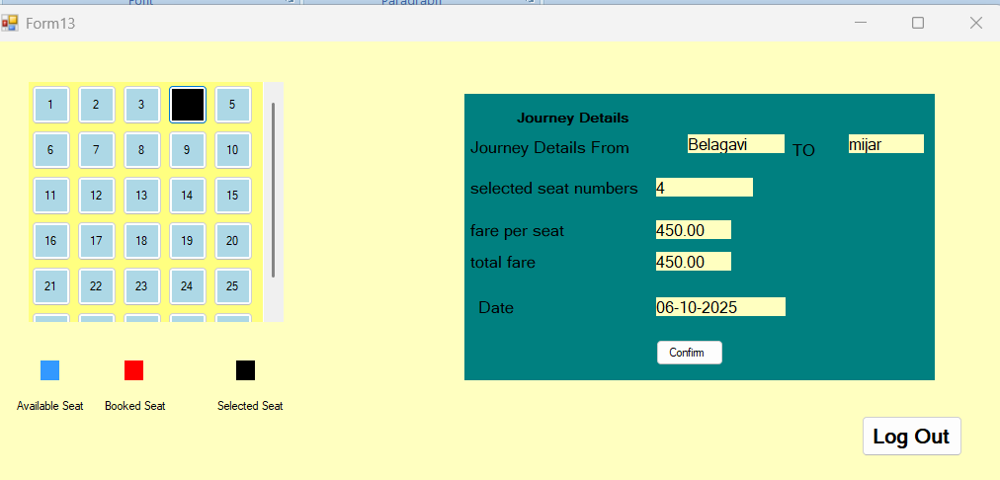 Font
Paragraph
Form13
1 2 3 5
6 7 8 9 10
11 12 13 14 15
16 17 18 19 20
21 22 23 24 25
Available Seat Booked Seat Selected Seat
Journey Details
Journey Details From Belagavi TO mijar
selected seat numbers 4
fare per seat 450.00
total fare 450.00
Date 06-10-2025
Confirm
Log Out